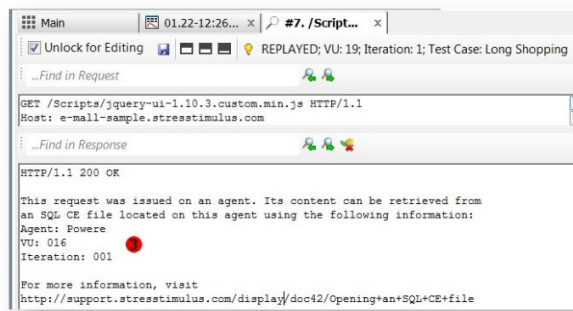 Main
01.22-12:26... x
#7. /Script... x
Unlock for Editing
REPLAYED; VU: 19; Iteration: 1; Test Case: Long Shopping
...Find in Request
GET /Scripts/jquery-ui-1.10.3.custom.min.js HTTP/1.1
Host: e-mall-sample.stresstimulus.com
...Find in Response
HTTP/1.1 200 OK
This request was issued on an agent. Its content can be retrieved from
an SQL CE file located on this agent using the following information:
Agent: Powere
VU: 016
3
Iteration: 001
For more information, visit
http://support.stresstimulus.com/display/doc42/Opening+an+SQL+CE+file